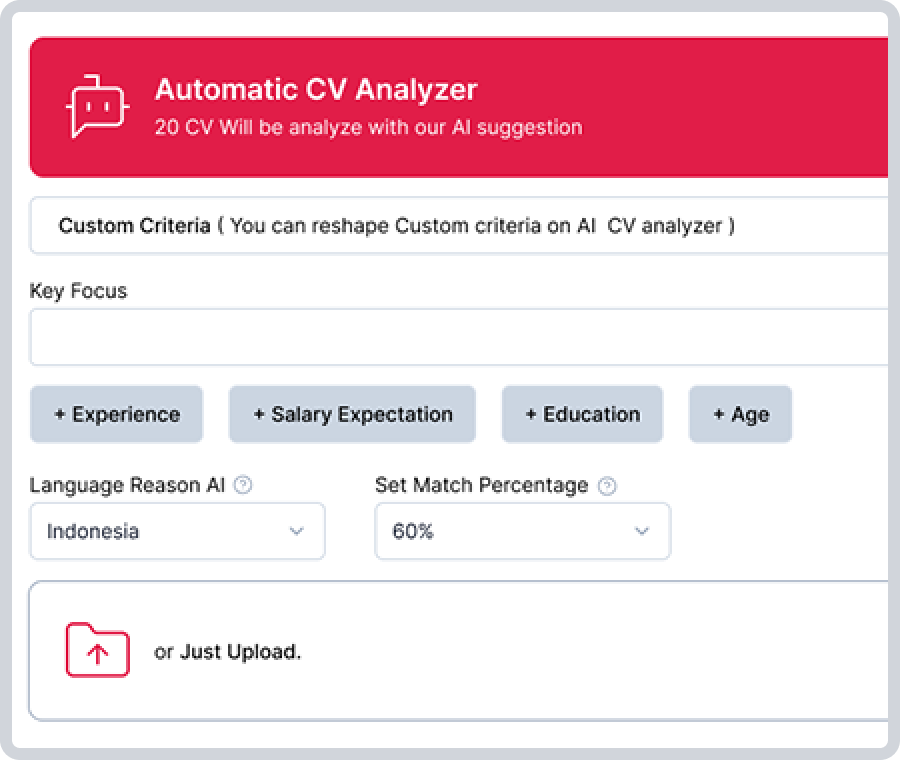 Automatic CV Analyzer
20 CV Will be analyze with our AI suggestion
Custom Criteria ( You can reshape Custom criteria on AI  CV analyzer )
Key Focus
+ Experience
+ Salary Expectation
+ Education
+ Age
Language Reason AI ?
Set Match Percentage ?
Indonesia
60%
or Just Upload.